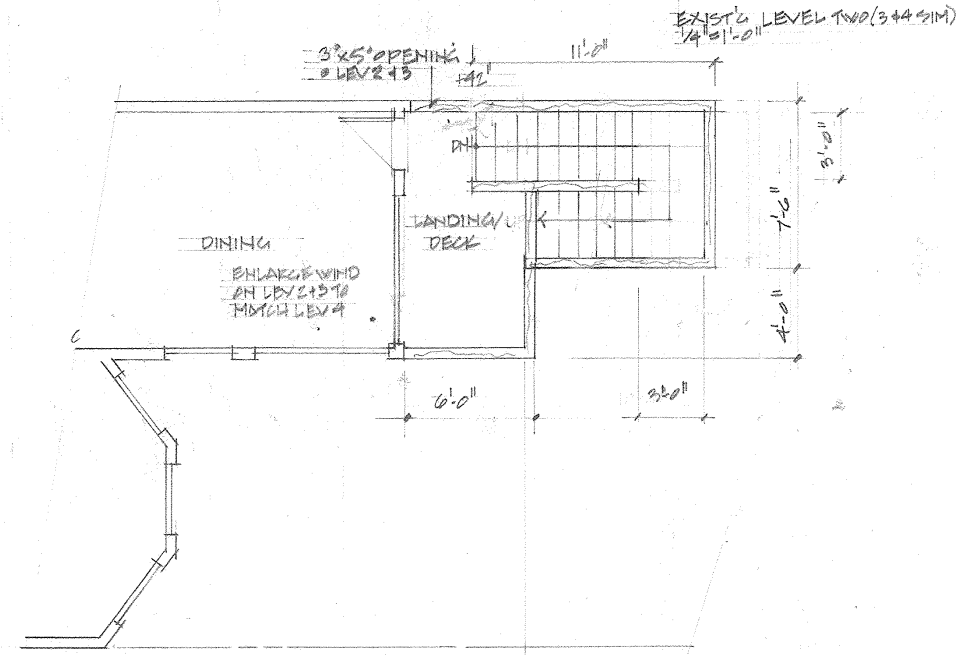 EXIST'G LEVEL TWO (3 & 4 SIM)
1/4"=1'-0"
3⁰x5⁰ OPENING
@ LEV 2 & 3
11'-0"
+42"
DN
3'-0"
7'-6"
4'-0"
LANDING/UP
DECK
DINING
ENLARGE WIND
ON LEV 2+3 TO
MATCH LEV 4
6'-0"
3'-0"